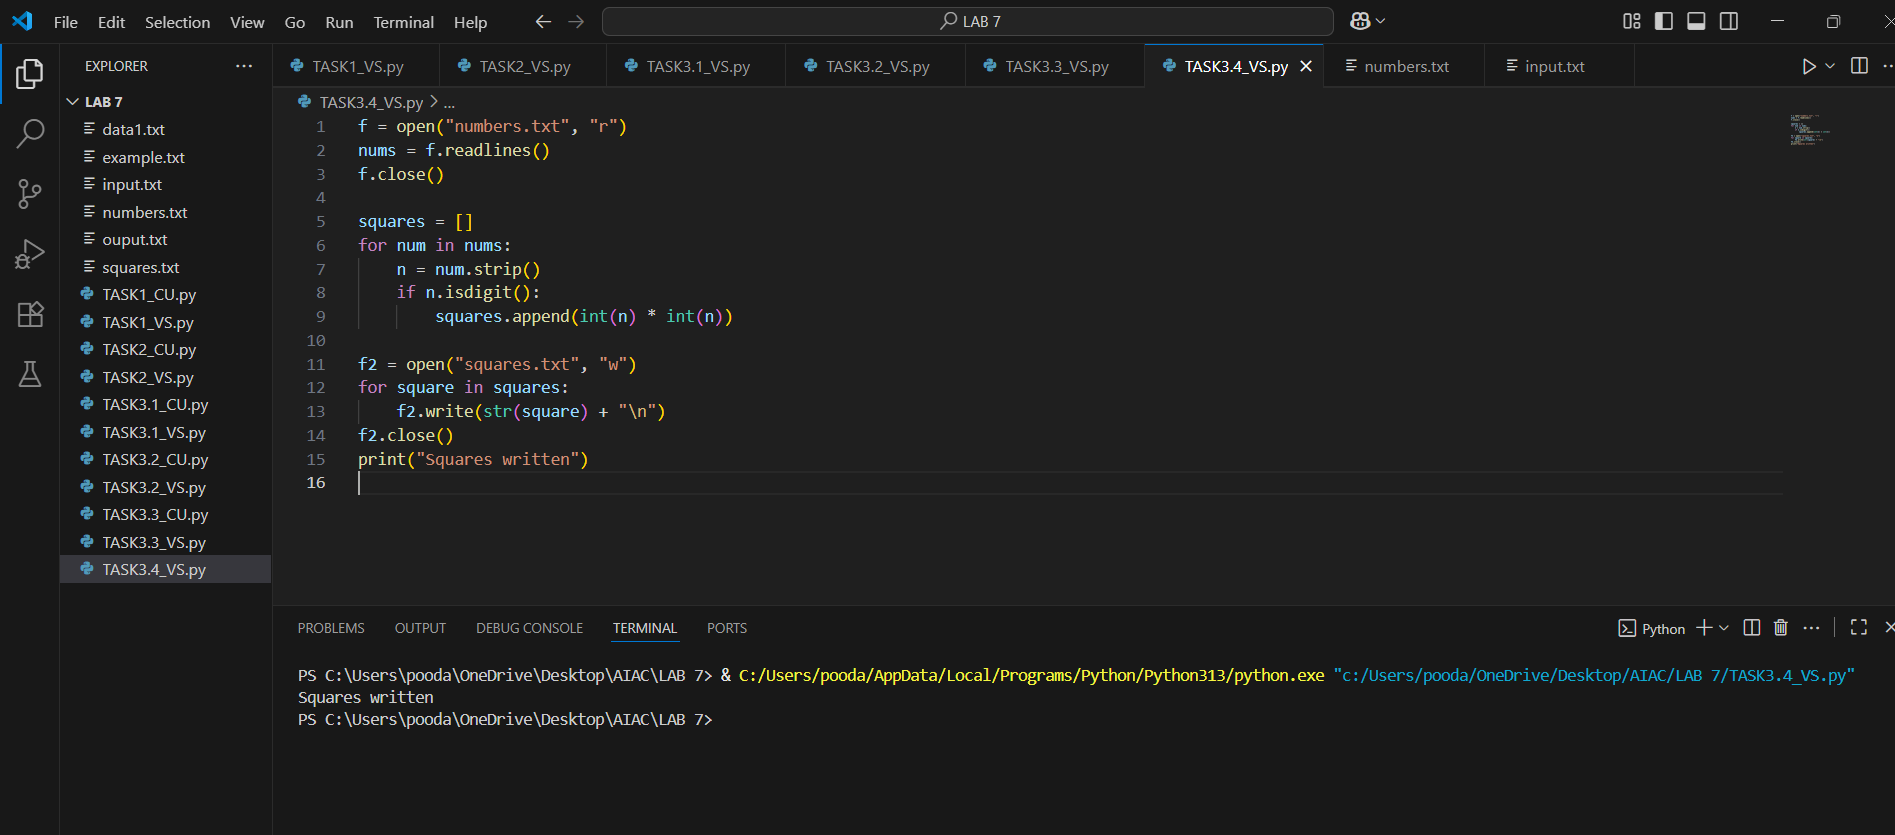 File Edit Selection View Go Run Terminal Help
LAB 7
EXPLORER
LAB 7
data1.txt
example.txt
input.txt
numbers.txt
ouput.txt
squares.txt
TASK1_CU.py
TASK1_VS.py
TASK2_CU.py
TASK2_VS.py
TASK3.1_CU.py
TASK3.1_VS.py
TASK3.2_CU.py
TASK3.2_VS.py
TASK3.3_CU.py
TASK3.3_VS.py
TASK3.4_VS.py
TASK1_VS.py TASK2_VS.py TASK3.1_VS.py TASK3.2_VS.py TASK3.3_VS.py TASK3.4_VS.py numbers.txt input.txt
TASK3.4_VS.py > ...
1 f = open("numbers.txt", "r")
2 nums = f.readlines()
3 f.close()
4
5 squares = []
6 for num in nums:
7     n = num.strip()
8     if n.isdigit():
9         squares.append(int(n) * int(n))
10
11 f2 = open("squares.txt", "w")
12 for square in squares:
13     f2.write(str(square) + "\n")
14 f2.close()
15 print("Squares written")
16
PROBLEMS OUTPUT DEBUG CONSOLE TERMINAL PORTS
Python
PS C:\Users\pooda\OneDrive\Desktop\AIAC\LAB 7> & C:/Users/pooda/AppData/Local/Programs/Python/Python313/python.exe "c:/Users/pooda/OneDrive/Desktop/AIAC/LAB 7/TASK3.4_VS.py"
Squares written
PS C:\Users\pooda\OneDrive\Desktop\AIAC\LAB 7>